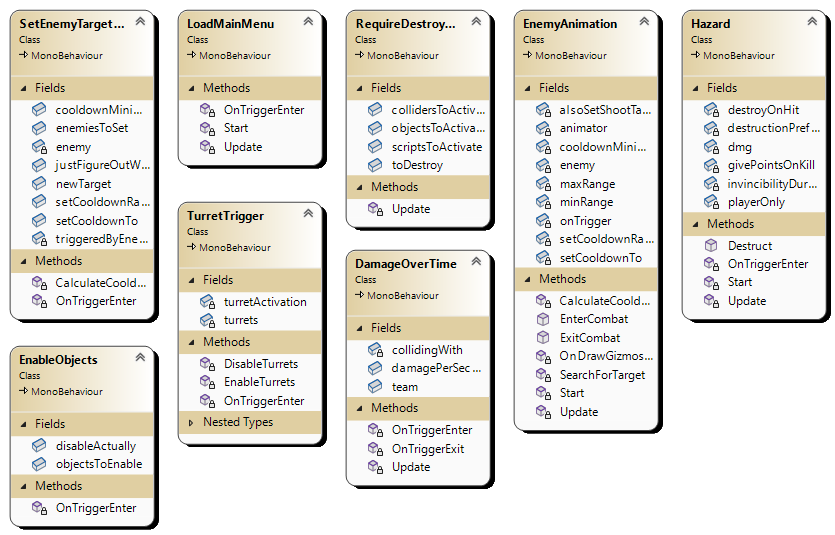 SetEnemyTarget...
Class
MonoBehaviour
Fields
cooldownMini...
enemiesToSet
enemy
justFigureOutW...
newTarget
setCooldownRa...
setCooldownTo
triggeredByEne...
Methods
CalculateCoold...
OnTriggerEnter
EnableObjects
Class
MonoBehaviour
Fields
disableActually
objectsToEnable
Methods
OnTriggerEnter
LoadMainMenu
Class
MonoBehaviour
Methods
OnTriggerEnter
Start
Update
TurretTrigger
Class
MonoBehaviour
Fields
turretActivation
turrets
Methods
DisableTurrets
EnableTurrets
OnTriggerEnter
Nested Types
RequireDestroy...
Class
MonoBehaviour
Fields
collidersToActiv...
objectsToActiva...
scriptsToActivate
toDestroy
Methods
Update
DamageOverTime
Class
MonoBehaviour
Fields
collidingWith
damagePerSec...
team
Methods
OnTriggerEnter
OnTriggerExit
Update
EnemyAnimation
Class
MonoBehaviour
Fields
alsoSetShootTa...
animator
cooldownMini...
enemy
maxRange
minRange
onTrigger
setCooldownRa...
setCooldownTo
Methods
CalculateCoold...
EnterCombat
ExitCombat
OnDrawGizmos...
SearchForTarget
Start
Update
Hazard
Class
MonoBehaviour
Fields
destroyOnHit
destructionPref...
dmg
givePointsOnKill
invincibilityDur...
playerOnly
Methods
Destruct
OnTriggerEnter
Start
Update